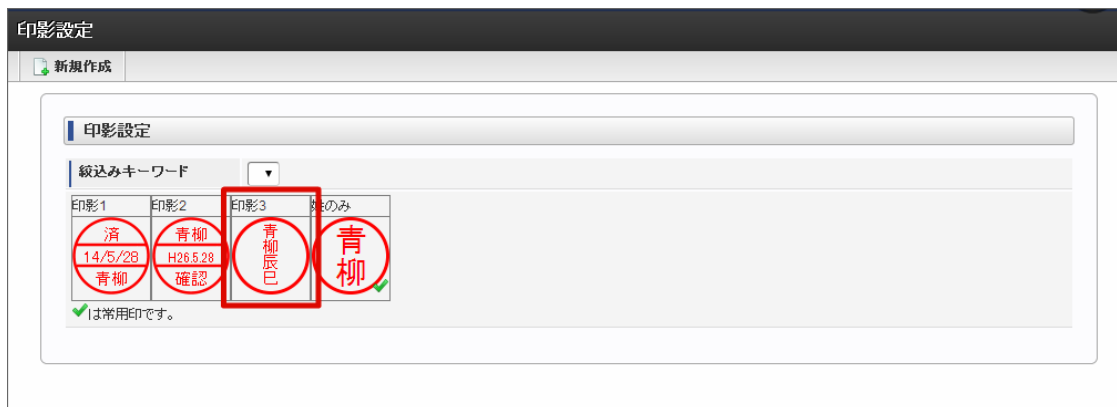 印影設定
新規作成
印影設定
絞込みキーワード
印影1 印影2 印影3 姓のみ
済
14/5/28
青柳
青柳
H26.5.28
確認
青柳辰巳
青柳
は常用印です。